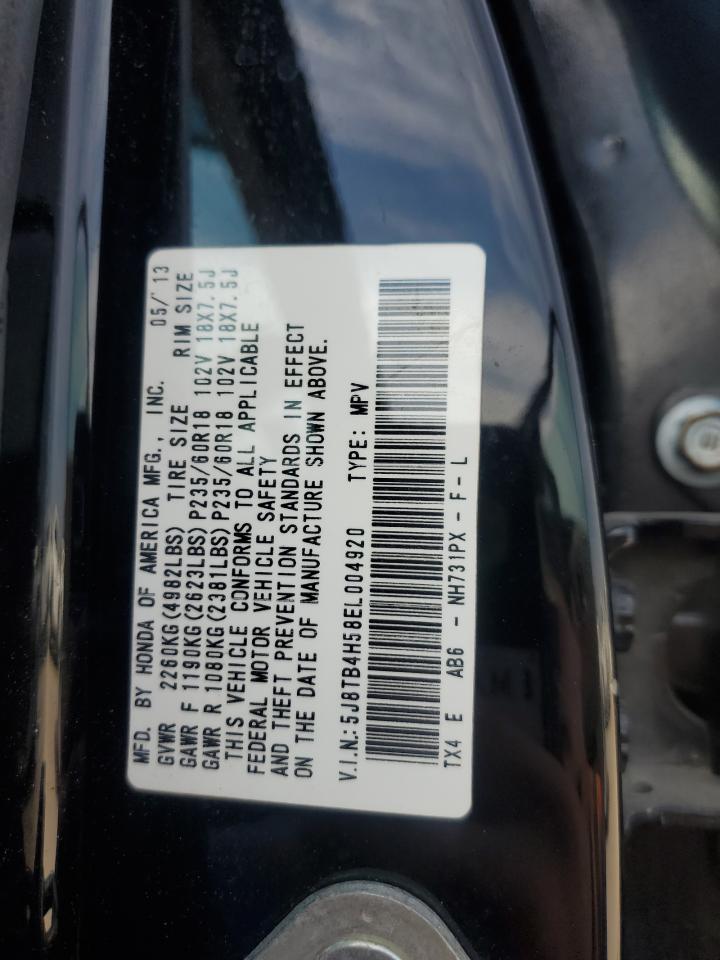 MFD. BY HONDA OF AMERICA MFG., INC. 05/'13
GVWR 2260KG(4982LBS) TIRE SIZE RIM SIZE
GAWR F 1190KG(2623LBS)P235/60R18 102V 18X7.5J
GAWR R 1080KG(2381LBS)P235/60R18 102V 18X7.5J
THIS VEHICLE CONFORMS TO ALL APPLICABLE
FEDERAL MOTOR VEHICLE SAFETY
AND THEFT PREVENTION STANDARDS IN EFFECT
ON THE DATE OF MANUFACTURE SHOWN ABOVE.
V.I.N.:5J8TB4H58EL004920 TYPE: MPV
TX4 E AB6 - NH731PX - F - L